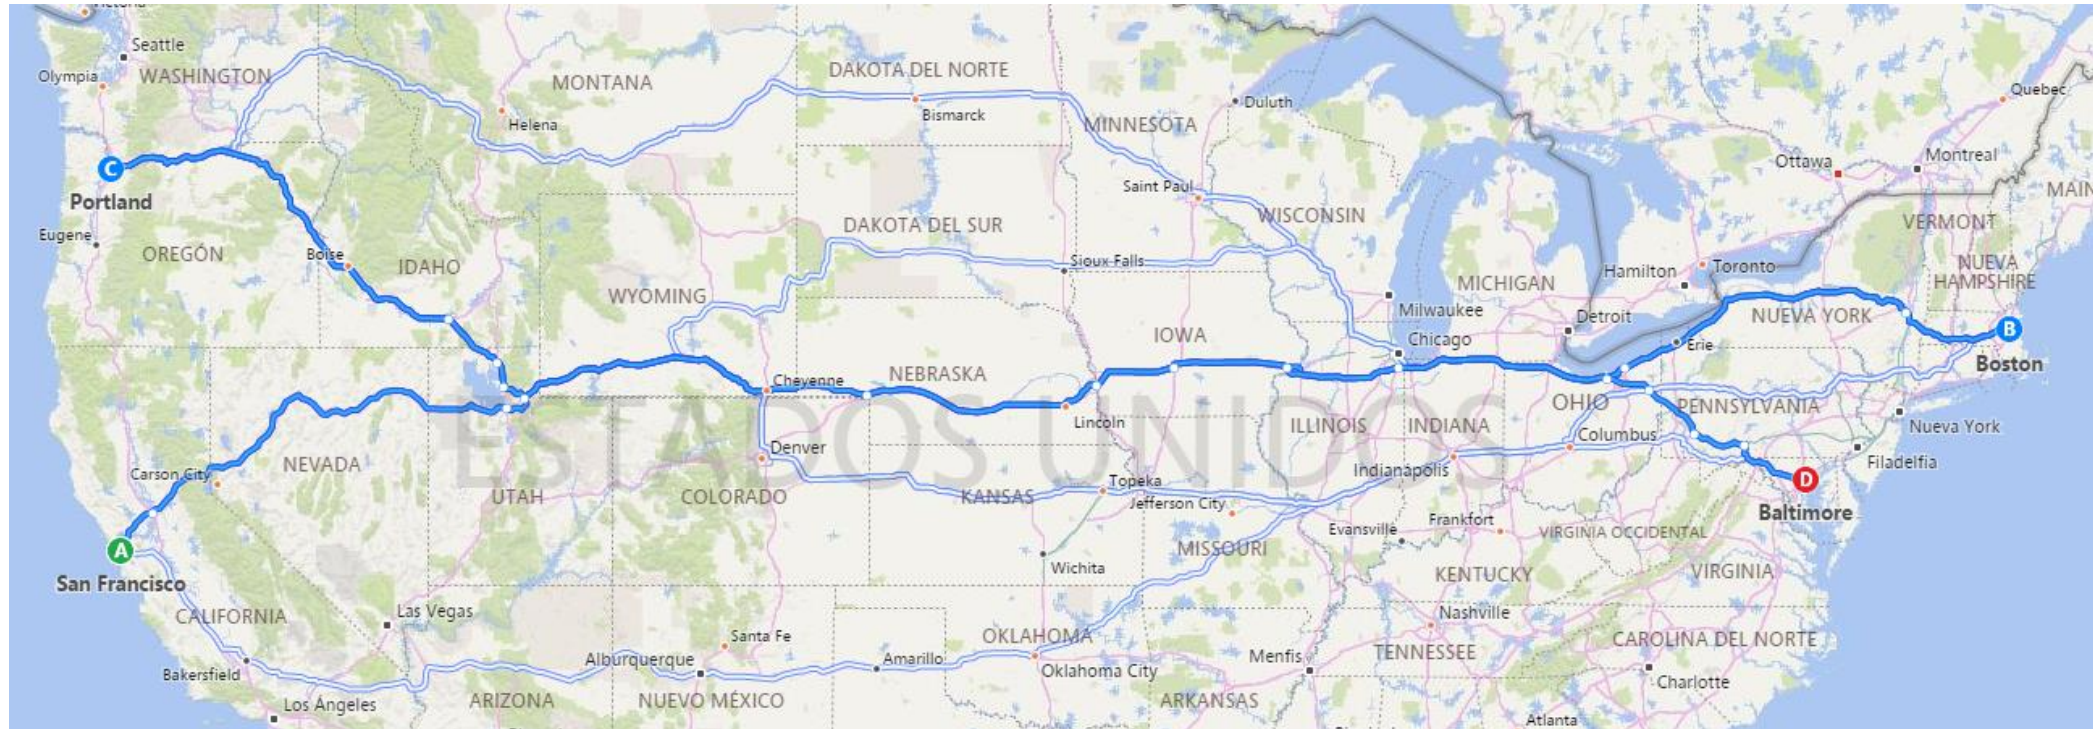 Victoria
Seattle
WASHINGTON
Olympia
MONTANA
Helena
DAKOTA DEL NORTE
Bismarck
Duluth
MINNESOTA
Quebec
Montreal
Ottawa
C
Portland
Eugene
OREGÓN
Boise
IDAHO
Saint Paul
WISCONSIN
DAKOTA DEL SUR
Sioux Falls
WYOMING
MICHIGAN
Hamilton
Toronto
VERMONT
NUEVA
HAMPSHIRE
Milwaukee
Detroit
NUEVA YORK
Chicago
IOWA
Erie
B
Boston
Cheyenne
NEBRASKA
Lincoln
ESTADOS UNIDOS
ILLINOIS
INDIANA
OHIO
PENNSYLVANIA
Nueva York
Columbus
Filadelfia
Indianápolis
Carson City
NEVADA
UTAH
Denver
COLORADO
KANSAS
Topeka
Jefferson City
D
Baltimore
A
San Francisco
Evansville
Frankfort
VIRGINIA OCCIDENTAL
MISSOURI
Wichita
KENTUCKY
VIRGINIA
CALIFORNIA
Las Vegas
Nashville
Santa Fe
OKLAHOMA
CAROLINA DEL NORTE
TENNESSEE
Bakersfield
Alburquerque
Amarillo
Oklahoma City
Menfis
Charlotte
Los Ángeles
ARIZONA
NUEVO MÉXICO
ARKANSAS
Atlanta